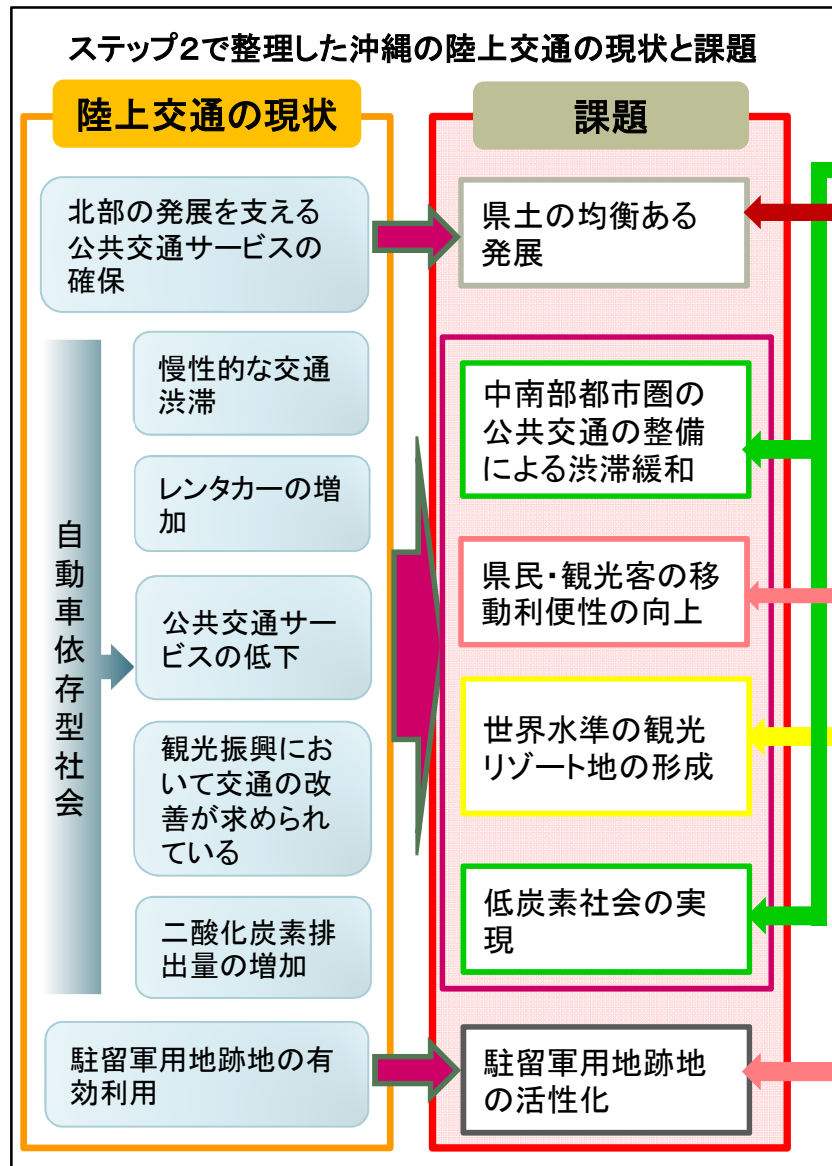 ステップ2で整理した沖縄の陸上交通の現状と課題
陸上交通の現状
北部の発展を支える
公共交通サービスの
確保
自動車依存型社会
慢性的な交通
渋滞
レンタカーの増
加
公共交通サー
ビスの低下
観光振興にお
いて交通の改
善が求められ
ている
二酸化炭素排
出量の増加
駐留軍用地跡地の有
効利用
課題
県土の均衡ある
発展
中南部都市圏の
公共交通の整備
による渋滞緩和
県民・観光客の移
動利便性の向上
世界水準の観光
リゾート地の形成
低炭素社会の実
現
駐留軍用地跡地
の活性化